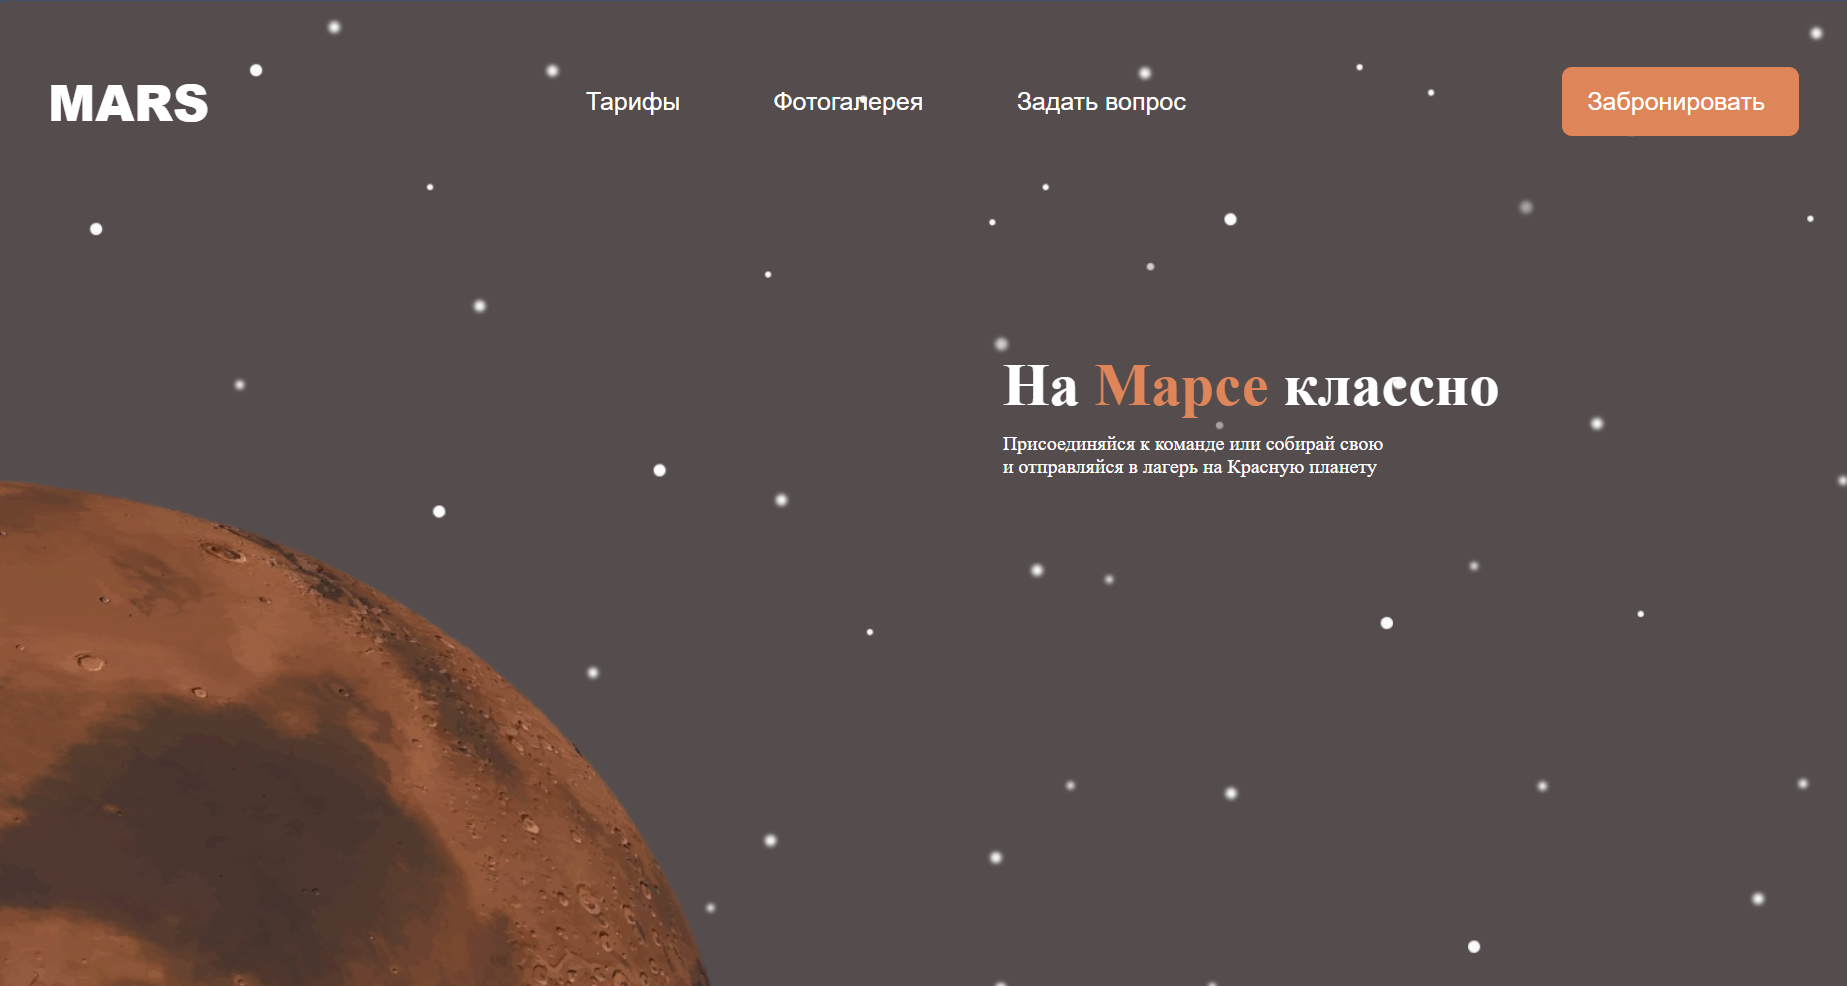 MARS
Тарифы
Фотогалерея
Задать вопрос
Забронировать
На Марсе классно
Присоединяйся к команде или собирай свою
и отправляйся в лагерь на Красную планету